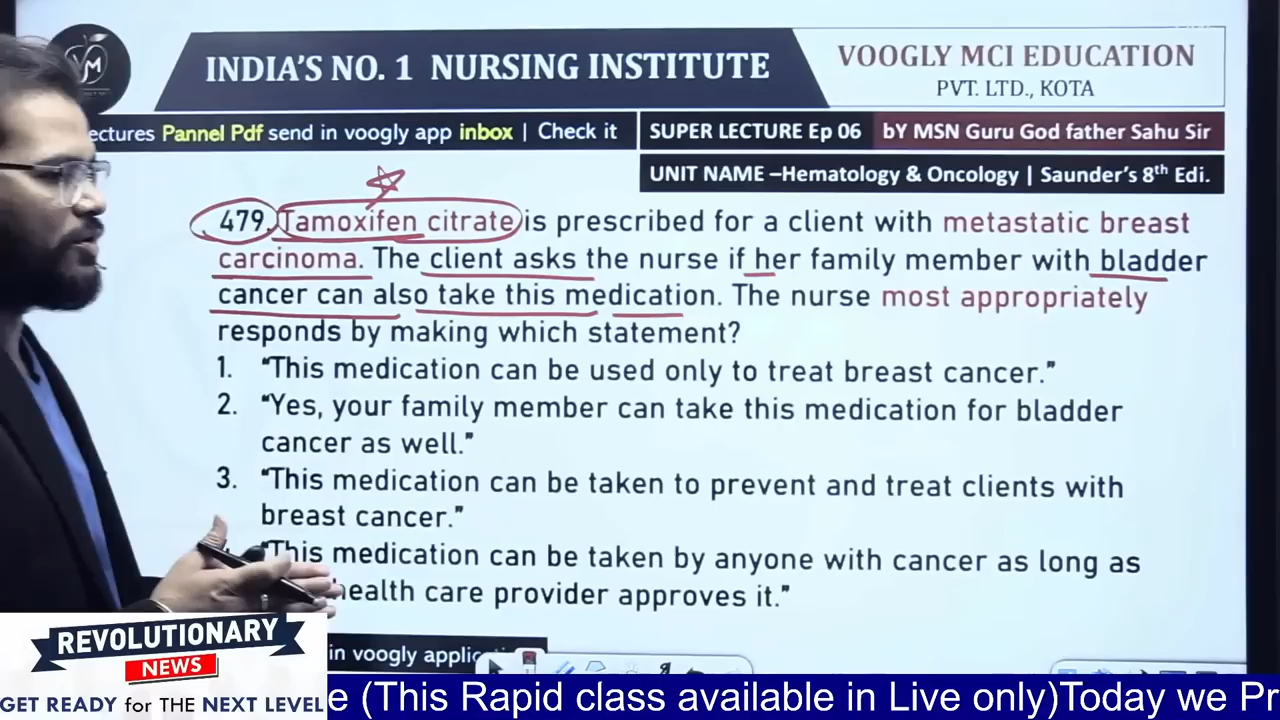 INDIA'S NO. 1 NURSING INSTITUTE
VOOGLY MCI EDUCATION
PVT. LTD., KOTA
ectures Pannel Pdf send in voogly app inbox | Check it
SUPER LECTURE Ep 06 bY MSN Guru God father Sahu Sir
UNIT NAME –Hematology & Oncology | Saunder's 8th Edi.
479. Tamoxifen citrate is prescribed for a client with metastatic breast
carcinoma. The client asks the nurse if her family member with bladder
cancer can also take this medication. The nurse most appropriately
responds by making which statement?
1. "This medication can be used only to treat breast cancer."
2. "Yes, your family member can take this medication for bladder
cancer as well."
3. "This medication can be taken to prevent and treat clients with
breast cancer."
"This medication can be taken by anyone with cancer as long as
health care provider approves it."
in voogly applic
REVOLUTIONARY
NEWS
GET READY for THE NEXT LEVEL
e (This Rapid class available in Live only)Today we Pr